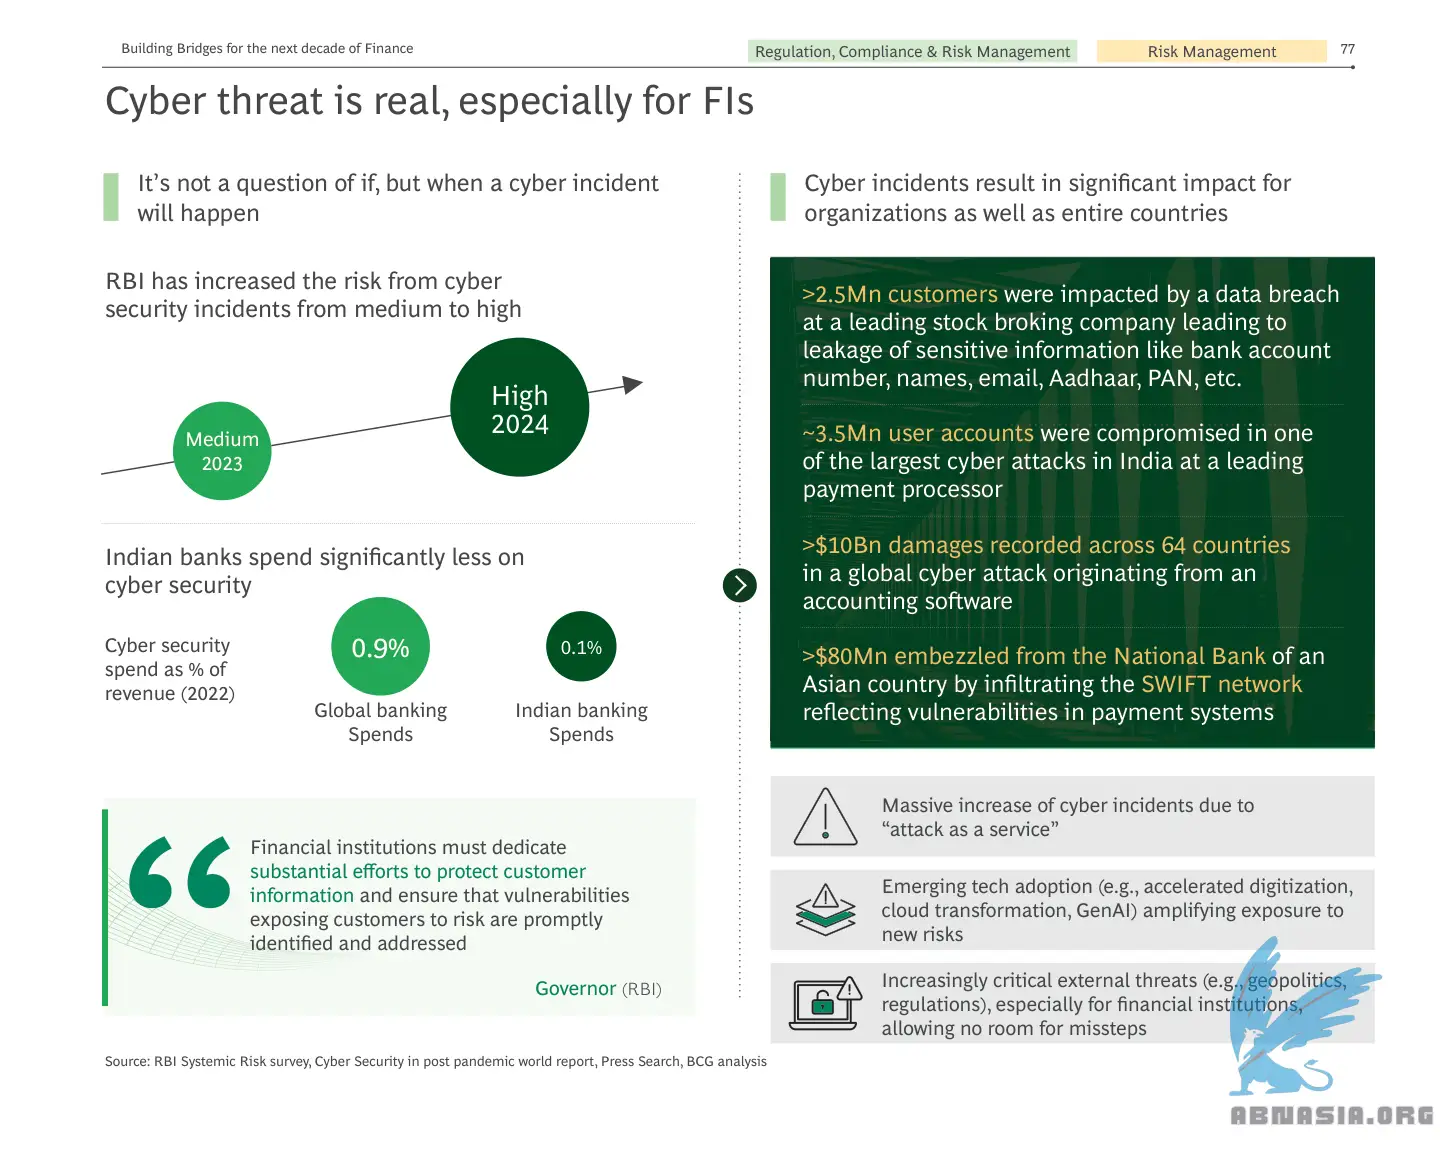 Building Bridges for the next decade of Finance
Regulation, Compliance & Risk Management
Risk Management
77
Cyber threat is real, especially for FIs
It’s not a question of if, but when a cyber incident
will happen
RBI has increased the risk from cyber
security incidents from medium to high
Medium
2023
High
2024
Indian banks spend significantly less on
cyber security
Cyber security
spend as % of
revenue (2022)
0.9%
Global banking
Spends
0.1%
Indian banking
Spends
Financial institutions must dedicate
substantial efforts to protect customer
information and ensure that vulnerabilities
exposing customers to risk are promptly
identified and addressed
Governor (RBI)
Cyber incidents result in significant impact for
organizations as well as entire countries
>2.5Mn customers were impacted by a data breach
at a leading stock broking company leading to
leakage of sensitive information like bank account
number, names, email, Aadhaar, PAN, etc.
~3.5Mn user accounts were compromised in one
of the largest cyber attacks in India at a leading
payment processor
>$10Bn damages recorded across 64 countries
in a global cyber attack originating from an
accounting software
>$80Mn embezzled from the National Bank of an
Asian country by infiltrating the SWIFT network
reflecting vulnerabilities in payment systems
Massive increase of cyber incidents due to
“attack as a service”
Emerging tech adoption (e.g., accelerated digitization,
cloud transformation, GenAI) amplifying exposure to
new risks
Increasingly critical external threats (e.g., geopolitics,
regulations), especially for financial institutions,
allowing no room for missteps
Source: RBI Systemic Risk survey, Cyber Security in post pandemic world report, Press Search, BCG analysis
ABNASIA.ORG